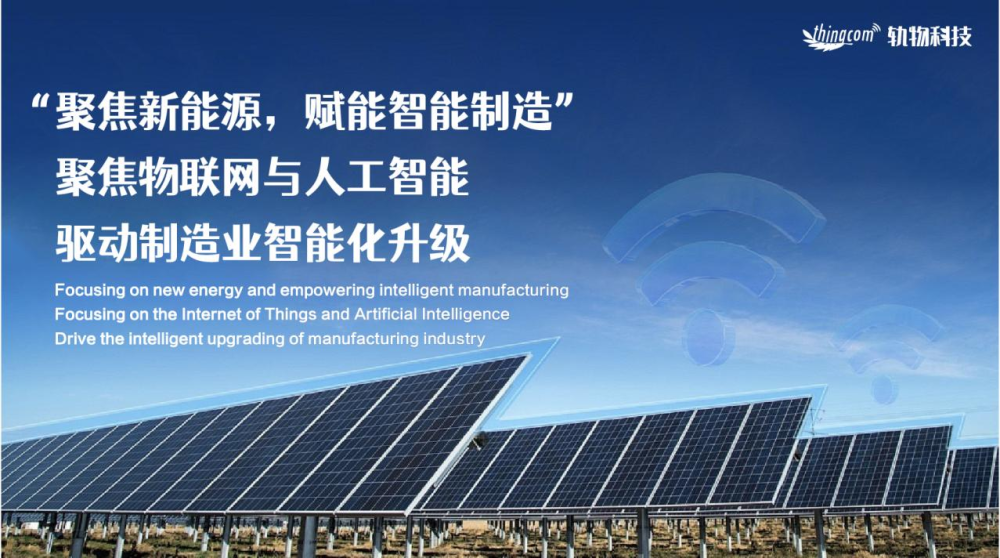 thingcom 轨物科技
“聚焦新能源，赋能智能制造”
聚焦物联网与人工智能
驱动制造业智能化升级
Focusing on new energy and empowering intelligent manufacturing
Focusing on the Internet of Things and Artificial Intelligence
Drive the intelligent upgrading of manufacturing industry